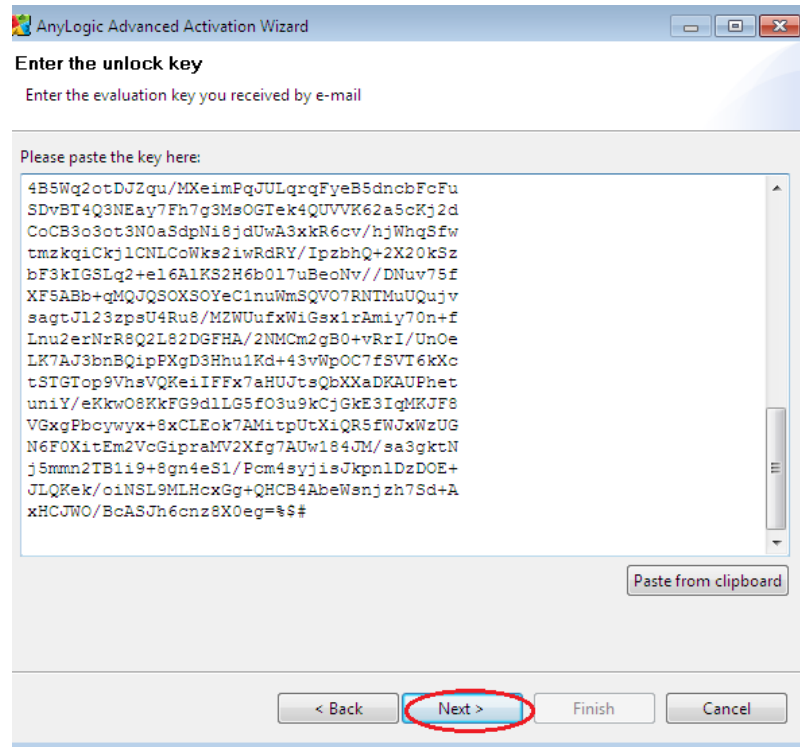 AnyLogic Advanced Activation Wizard
Enter the unlock key
Enter the evaluation key you received by e-mail
Please paste the key here:
4B5Wq2otDJZqu/MXeimPqJULqrqFyeB5dncbFcFu
SDvBT4Q3NEay7Fh7g3MsOGTek4QUVVK62a5cKj2d
CoCB3o3ot3N0aSdpNi8jdUwA3xkR6cv/hjWhqSfw
tmzkqiCkjlCNLCoWks2iwRdRY/IpzbhQ+2X20kSz
bF3kIGSLq2+el6AlKS2H6b0l7uBeoNv//DNuv75f
XF5ABb+qMQJQSOXSOYeC1nuWmSQVO7RNTMuUQujv
sagtJl23zpsU4Ru8/MZWUufxWiGsx1rAmiy70n+f
Lnu2erNrR8Q2L82DGFHA/2NMCm2gB0+vRrI/UnOe
LK7AJ3bnBQipPXgD3Hhu1Kd+43vWpOC7fSVT6kXc
tSTGTop9VhsVQKeiIFFx7aHUJtsQbXXaDKAUPhet
uniY/eKkwO8KkFG9dlLG5fO3u9kCjGkE3IqMKJF8
VGxgPbcywyx+8xCLEok7AMitpUtXiQR5fWJxWzUG
N6F0XitEm2VcGipraMV2Xfg7AUw184JM/sa3gktN
j5mmn2TB1i9+8gn4eS1/Pcm4syjisJkpnlDzDOE+
JLQKek/oiNSL9MLHcxGg+QHCB4AbeWsnjzh7Sd+A
xHCJWO/BcASJh6cnz8X0eg=%$#
Paste from clipboard
< Back Next > Finish Cancel